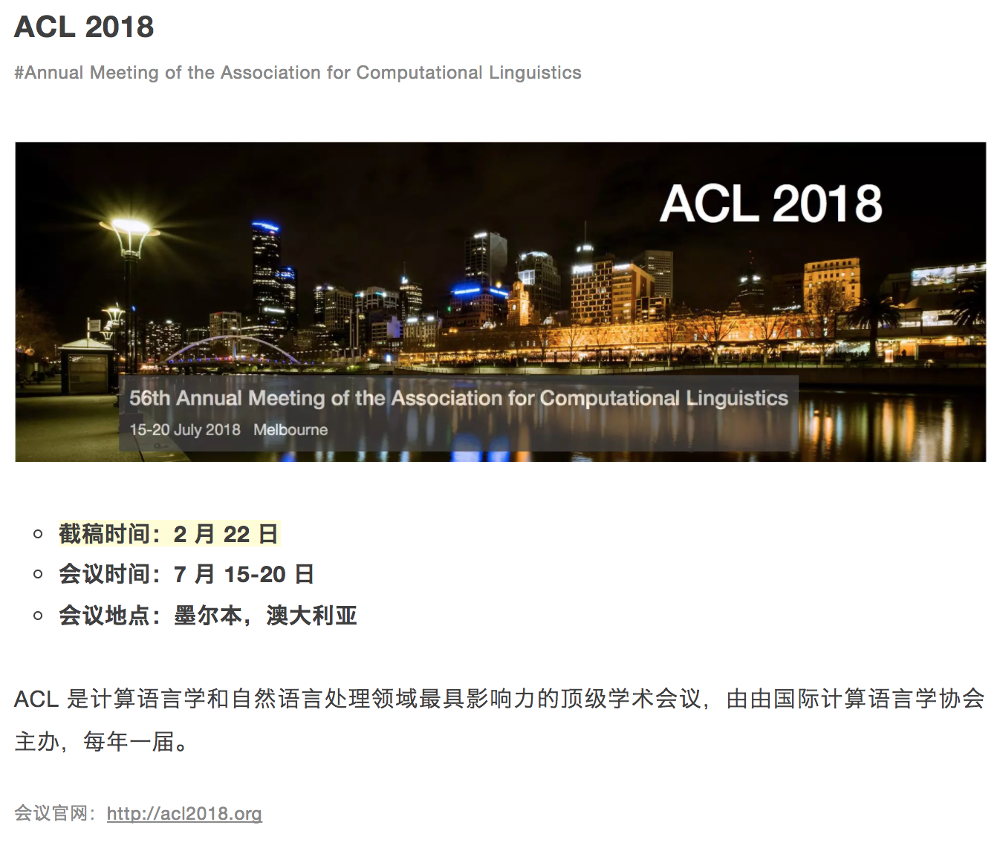 ACL 2018
#Annual Meeting of the Association for Computational Linguistics
ACL 2018
56th Annual Meeting of the Association for Computational Linguistics
15-20 July 2018 Melbourne
截稿时间：2 月 22 日
会议时间：7 月 15-20 日
会议地点：墨尔本，澳大利亚
ACL 是计算语言学和自然语言处理领域最具影响力的顶级学术会议，由由国际计算语言学协会
主办，每年一届。
会议官网：http://acl2018.org